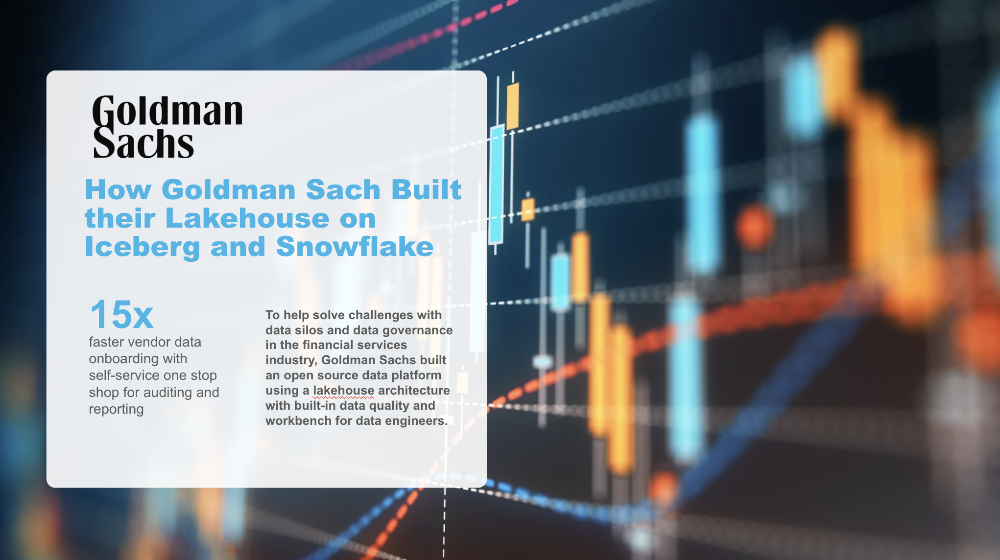 Goldman
Sachs
How Goldman Sach Built
their Lakehouse on
Iceberg and Snowflake
15x
faster vendor data
onboarding with
self-service one stop
shop for auditing and
reporting
To help solve challenges with
data silos and data governance
in the financial services
industry, Goldman Sachs built
an open source data platform
using a lakehouse architecture
with built-in data quality and
workbench for data engineers.